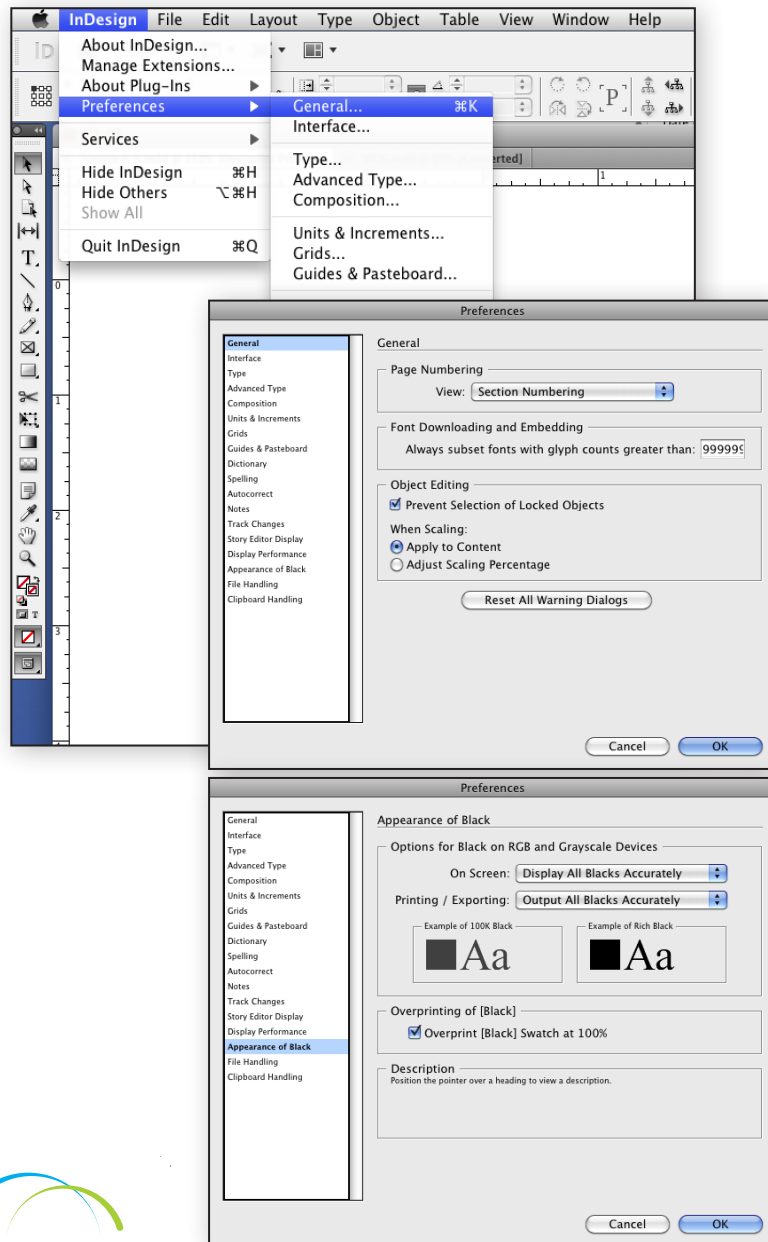 InDesign File Edit Layout Type Object Table View Window Help
About InDesign...
Manage Extensions...
About Plug-Ins
Preferences
Services
Hide InDesign ⌘H
Hide Others ⌥⌘H
Show All
Quit InDesign ⌘Q
General... ⌘K
Interface...
Type...
Advanced Type...
Composition...
Units & Increments...
Grids...
Guides & Pasteboard...
erted]
1
0
1
2
3
Preferences
General
Interface
Type
Advanced Type
Composition
Units & Increments
Grids
Guides & Pasteboard
Dictionary
Spelling
Autocorrect
Notes
Track Changes
Story Editor Display
Display Performance
Appearance of Black
File Handling
Clipboard Handling
General
Page Numbering
View: Section Numbering
Font Downloading and Embedding
Always subset fonts with glyph counts greater than: 999999
Object Editing
Prevent Selection of Locked Objects
When Scaling:
Apply to Content
Adjust Scaling Percentage
Reset All Warning Dialogs
Cancel OK
Preferences
General
Interface
Type
Advanced Type
Composition
Units & Increments
Grids
Guides & Pasteboard
Dictionary
Spelling
Autocorrect
Notes
Track Changes
Story Editor Display
Display Performance
Appearance of Black
File Handling
Clipboard Handling
Appearance of Black
Options for Black on RGB and Grayscale Devices
On Screen: Display All Blacks Accurately
Printing / Exporting: Output All Blacks Accurately
Example of 100K Black
Aa
Example of Rich Black
Aa
Overprinting of [Black]
Overprint [Black] Swatch at 100%
Description
Position the pointer over a heading to view a description.
Cancel OK